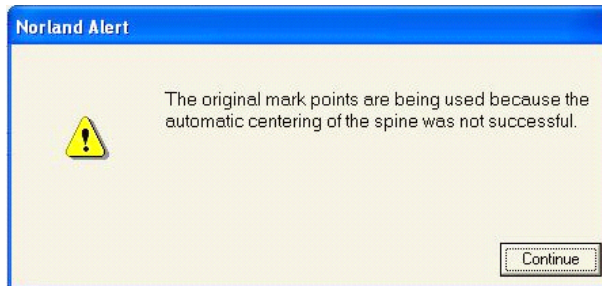 Norland Alert
The original mark points are being used because the
automatic centering of the spine was not successful.
Continue